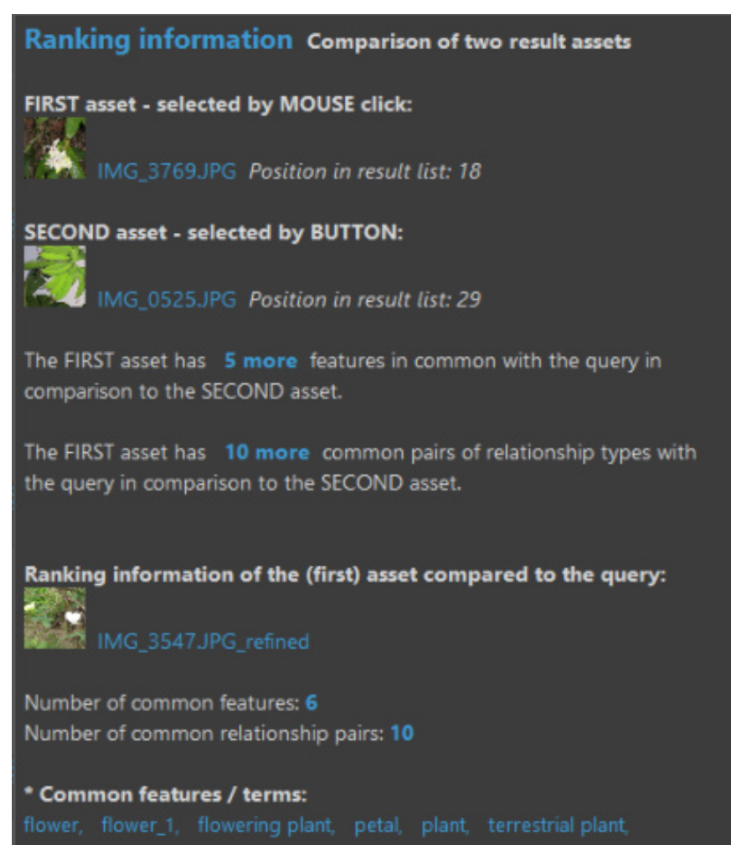 Ranking information Comparison of two result assets
FIRST asset - selected by MOUSE click:
IMG_3769.JPG Position in result list: 18
SECOND asset - selected by BUTTON:
IMG_0525.JPG Position in result list: 29
The FIRST asset has 5 more features in common with the query in
comparison to the SECOND asset.
The FIRST asset has 10 more common pairs of relationship types with
the query in comparison to the SECOND asset.
Ranking information of the (first) asset compared to the query:
IMG_3547.JPG_refined
Number of common features: 6
Number of common relationship pairs: 10
* Common features / terms:
flower, flower_1, flowering plant, petal, plant, terrestrial plant,